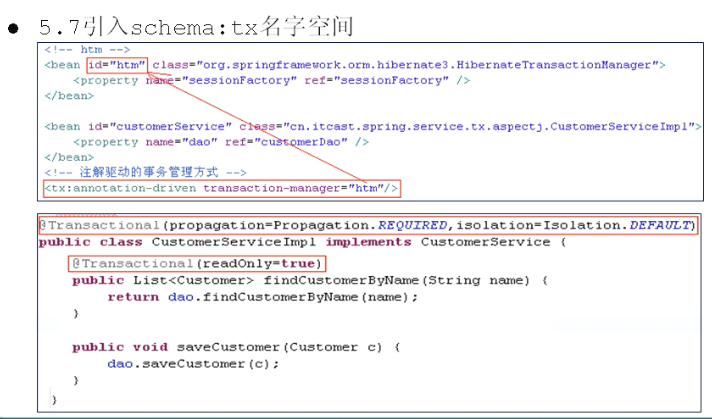 ● 5.7引入schema:tx名字空间
<!-- htm -->
<bean id="htm" class="org.springframework.orm.hibernate3.HibernateTransactionManager">
<property name="sessionFactory" ref="sessionFactory" />
</bean>
<bean id="customerService" class="cn.itcast.spring.service.tx.aspectj.CustomerServiceImpl">
<property name="dao" ref="customerDao" />
</bean>
<!-- 注解驱动的事务管理方式 -->
<tx:annotation-driven transaction-manager="htm"/>
@Transactional(propagation=Propagation.REQUIRED,isolation=Isolation.DEFAULT)
public class CustomerServiceImpl implements CustomerService {
@Transactional(readOnly=true)
public List<Customer> findCustomerByName(String name) {
return dao.findCustomerByName(name);
}
public void saveCustomer(Customer c) {
dao.saveCustomer(c);
}
}